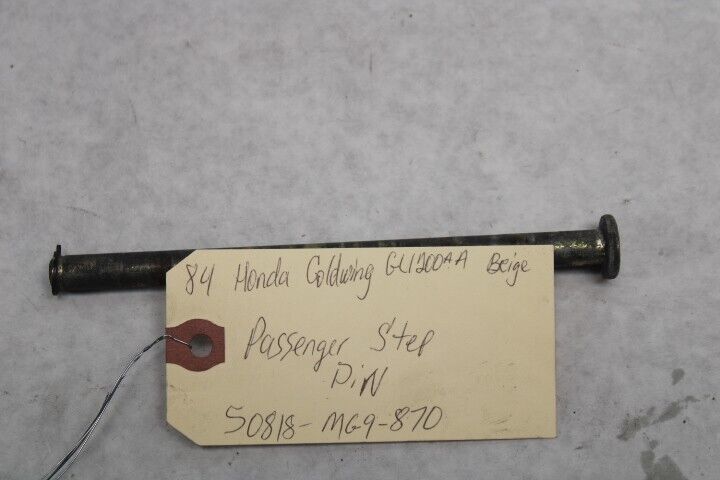 84 Honda Goldwing GL1200AA Beige
Passenger Step
Pin
50818-MG9-870